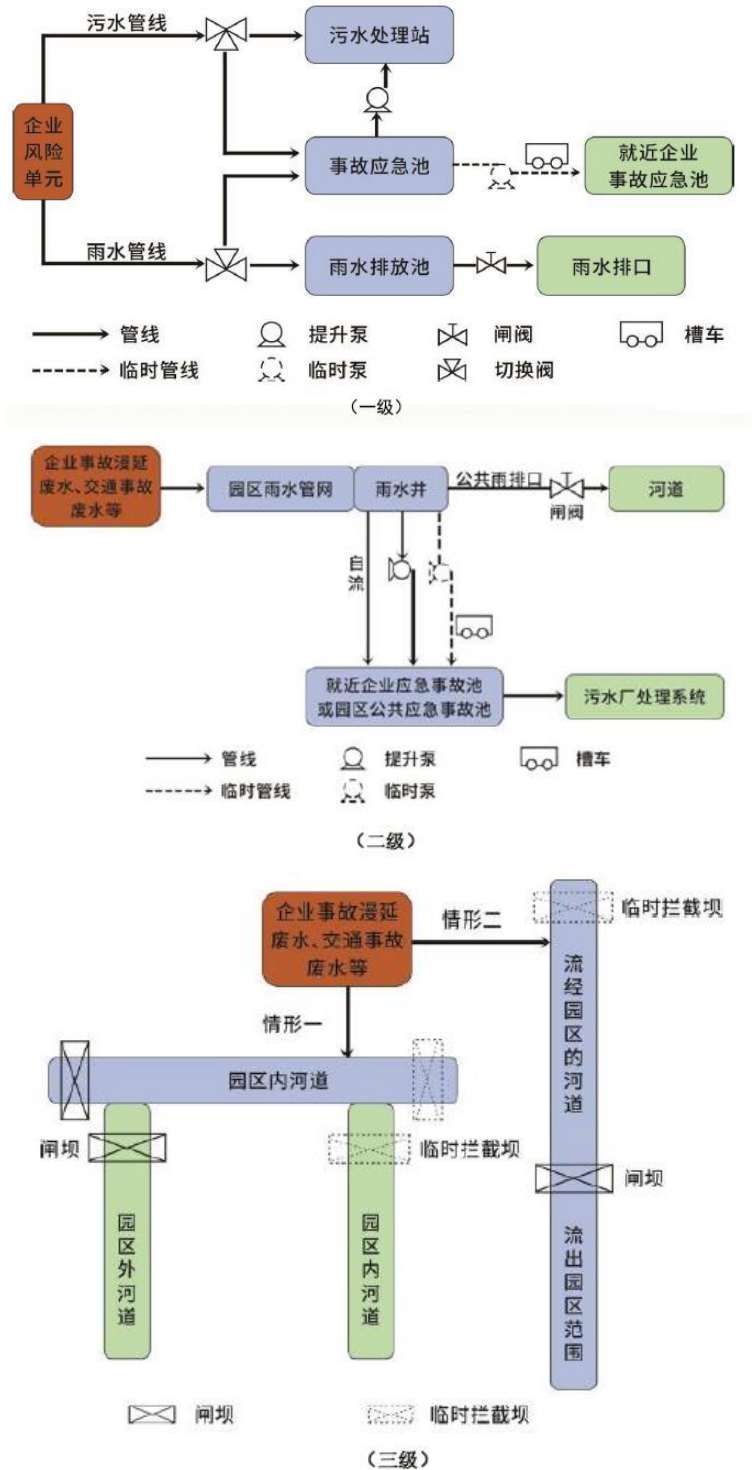 污水管线
污水处理站
企业
风险
单元
事故应急池
就近企业
事故应急池
雨水管线
雨水排放池
雨水排口
管线
提升泵
闸阀
槽车
临时管线
临时泵
切换阀
（一级）
企业事故漫延
废水、交通事故
废水等
园区雨水管网
雨水井
公共雨排口
闸阀
河道
自流
就近企业应急事故池
或园区公共应急事故池
污水厂处理系统
管线
提升泵
槽车
临时管线
临时泵
（二级）
企业事故漫延
废水、交通事故
废水等
情形二
临时拦截坝
情形一
流经园区的河道
园区内河道
闸坝
临时拦截坝
闸坝
园区外河道
园区内河道
流出园区范围
闸坝
临时拦截坝
（三级）